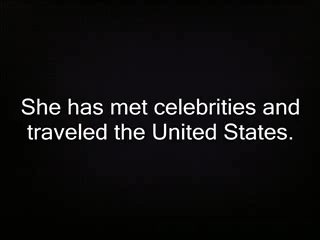 She has met celebrities and
traveled the United States.